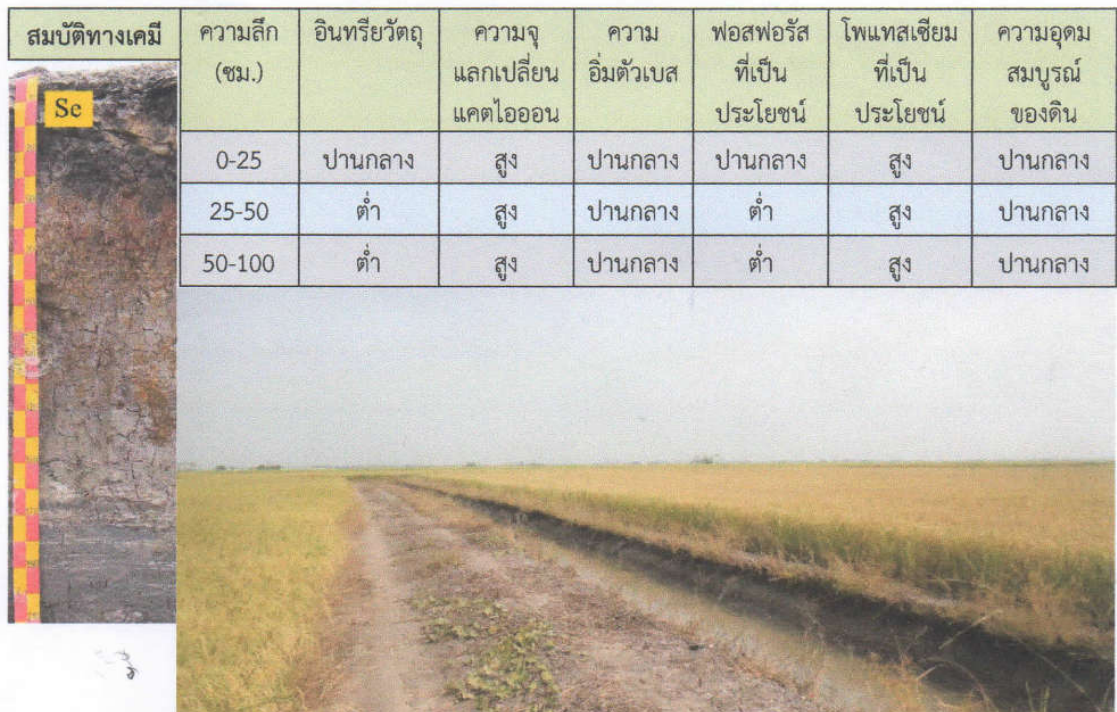 สมบัติทางเคมี
ความลึก (ซม.) อินทรียวัตถุ ความจุแลกเปลี่ยนแคตไอออน ความอิ่มตัวเบส ฟอสฟอรัสที่เป็นประโยชน์ โพแทสเซียมที่เป็นประโยชน์ ความอุดมสมบูรณ์ของดิน
Se
0-25 ปานกลาง สูง ปานกลาง ปานกลาง สูง ปานกลาง
25-50 ต่ำ สูง ปานกลาง ต่ำ สูง ปานกลาง
50-100 ต่ำ สูง ปานกลาง ต่ำ สูง ปานกลาง